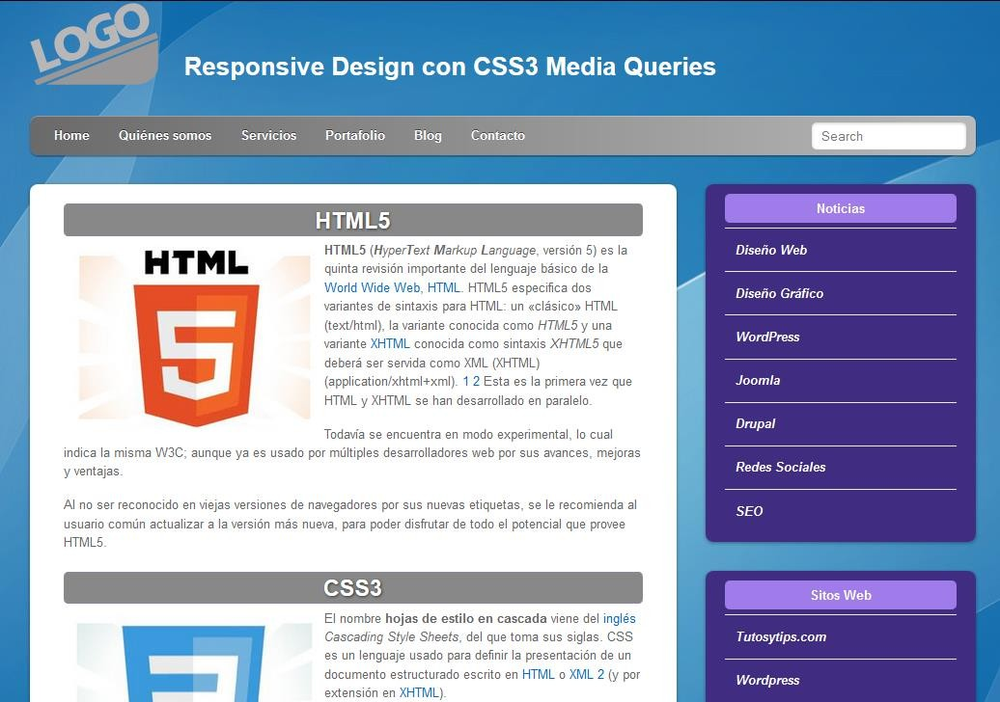 LOGO
Responsive Design con CSS3 Media Queries
Home Quiénes somos Servicios Portafolio Blog Contacto Search
HTML5
HTML
5
HTML5 (HyperText Markup Language, versión 5) es la
quinta revisión importante del lenguaje básico de la
World Wide Web, HTML. HTML5 especifica dos
variantes de sintaxis para HTML: un «clásico» HTML
(text/html), la variante conocida como HTML5 y una
variante XHTML conocida como sintaxis XHTML5 que
deberá ser servida como XML (XHTML)
(application/xhtml+xml). 1 2 Esta es la primera vez que
HTML y XHTML se han desarrollado en paralelo.
Todavía se encuentra en modo experimental, lo cual
indica la misma W3C; aunque ya es usado por múltiples desarrolladores web por sus avances, mejoras
y ventajas.
Al no ser reconocido en viejas versiones de navegadores por sus nuevas etiquetas, se le recomienda al
usuario común actualizar a la versión más nueva, para poder disfrutar de todo el potencial que provee
HTML5.
CSS3
El nombre hojas de estilo en cascada viene del inglés
Cascading Style Sheets, del que toma sus siglas. CSS
es un lenguaje usado para definir la presentación de un
documento estructurado escrito en HTML o XML 2 (y por
extensión en XHTML).
Noticias
Diseño Web
Diseño Gráfico
WordPress
Joomla
Drupal
Redes Sociales
SEO
Sitos Web
Tutosytips.com
Wordpress